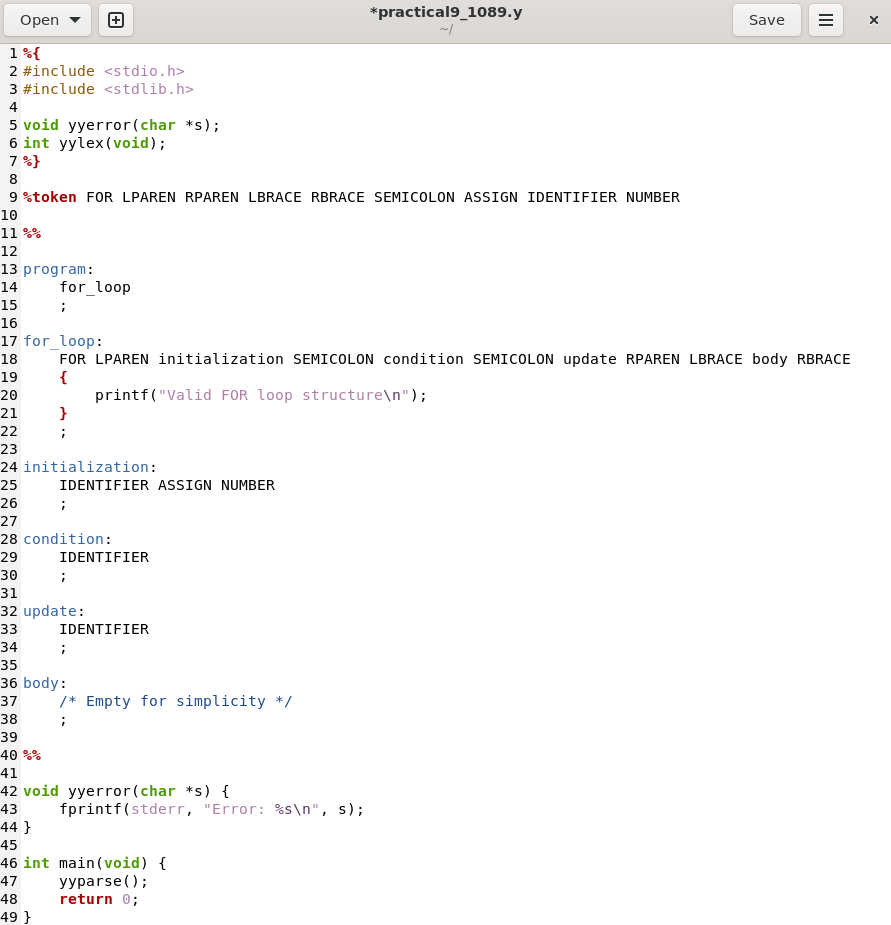 Open
*practical9_1089.y
~/
Save
1 %{
2 #include <stdio.h>
3 #include <stdlib.h>
4
5 void yyerror(char *s);
6 int yylex(void);
7 %}
8
9 %token FOR LPAREN RPAREN LBRACE RBRACE SEMICOLON ASSIGN IDENTIFIER NUMBER
10
11 %%
12
13 program:
14     for_loop
15     ;
16
17 for_loop:
18     FOR LPAREN initialization SEMICOLON condition SEMICOLON update RPAREN LBRACE body RBRACE
19     {
20         printf("Valid FOR loop structure\n");
21     }
22     ;
23
24 initialization:
25     IDENTIFIER ASSIGN NUMBER
26     ;
27
28 condition:
29     IDENTIFIER
30     ;
31
32 update:
33     IDENTIFIER
34     ;
35
36 body:
37     /* Empty for simplicity */
38     ;
39
40 %%
41
42 void yyerror(char *s) {
43     fprintf(stderr, "Error: %s\n", s);
44 }
45
46 int main(void) {
47     yyparse();
48     return 0;
49 }